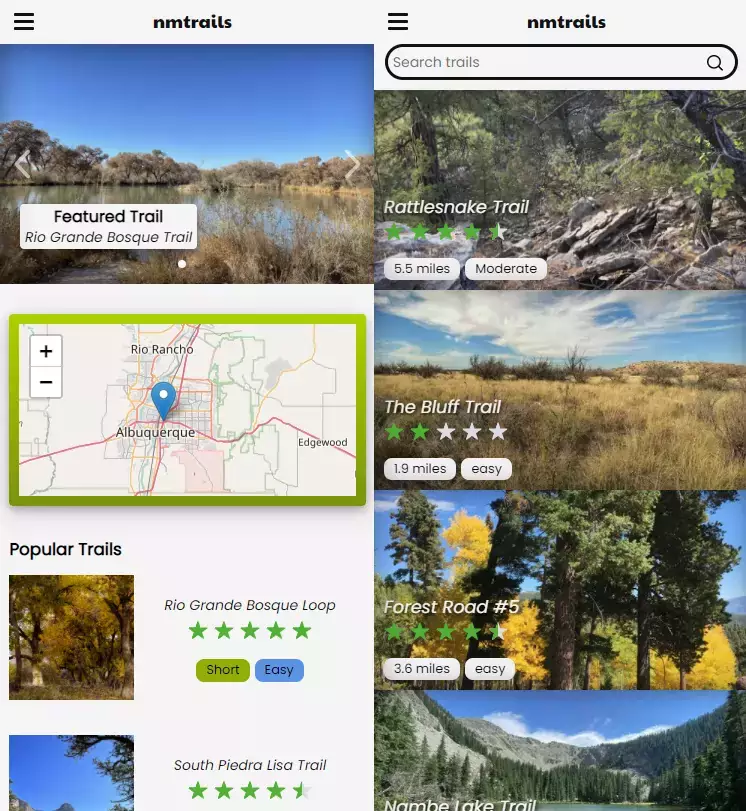 nmtrails
Featured Trail
Rio Grande Bosque Trail
+
−
Rio Rancho
Albuquerque
Edgewood
Popular Trails
Rio Grande Bosque Loop
Short
Easy
South Piedra Lisa Trail
nmtrails
Search trails
Rattlesnake Trail
5.5 miles
Moderate
The Bluff Trail
1.9 miles
easy
Forest Road #5
3.6 miles
easy
Nambe Lake Trail